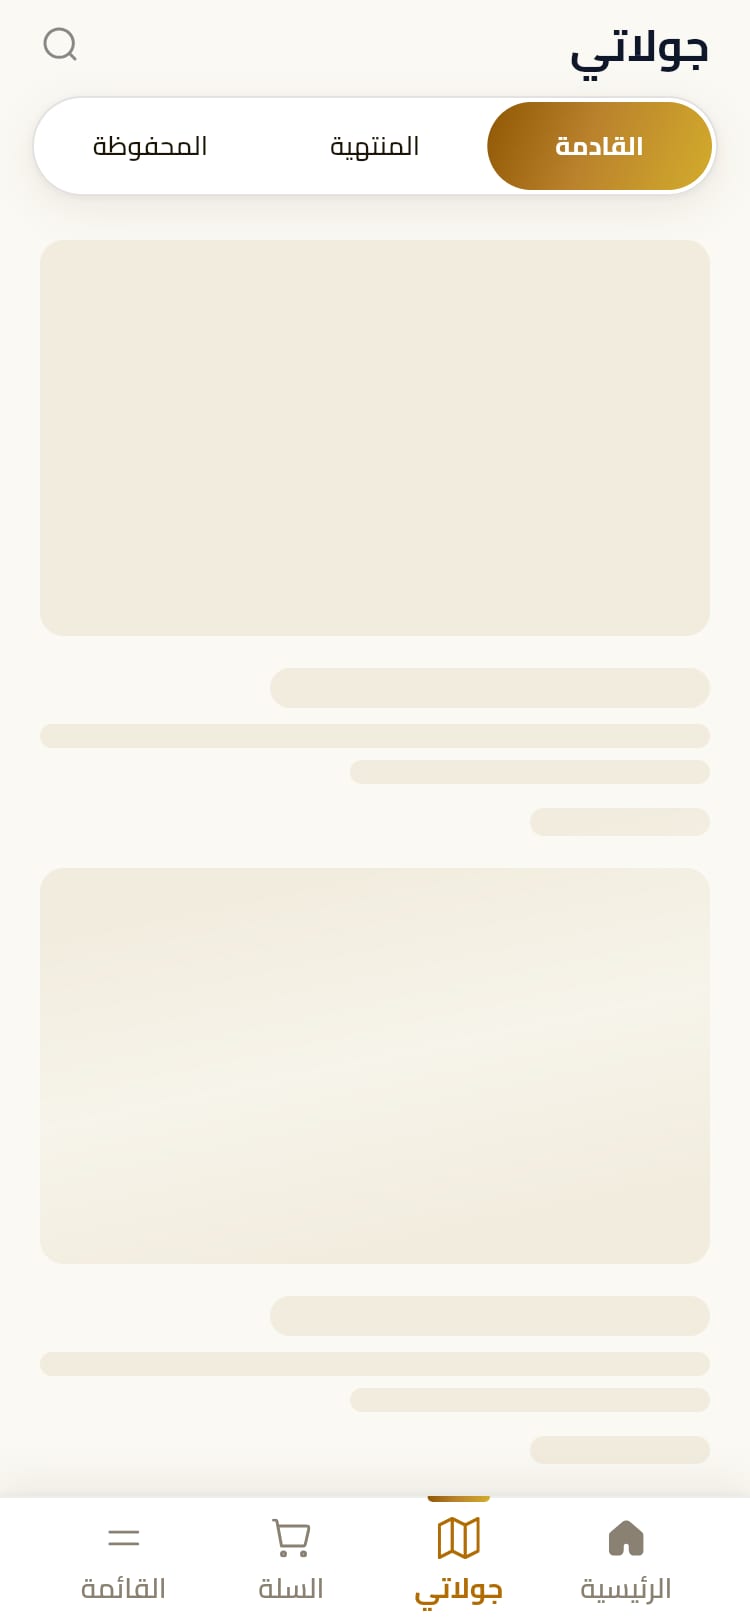 جولاتي
القادمة
المنتهية
المحفوظة
الرئيسية
جولاتي
السلة
القائمة